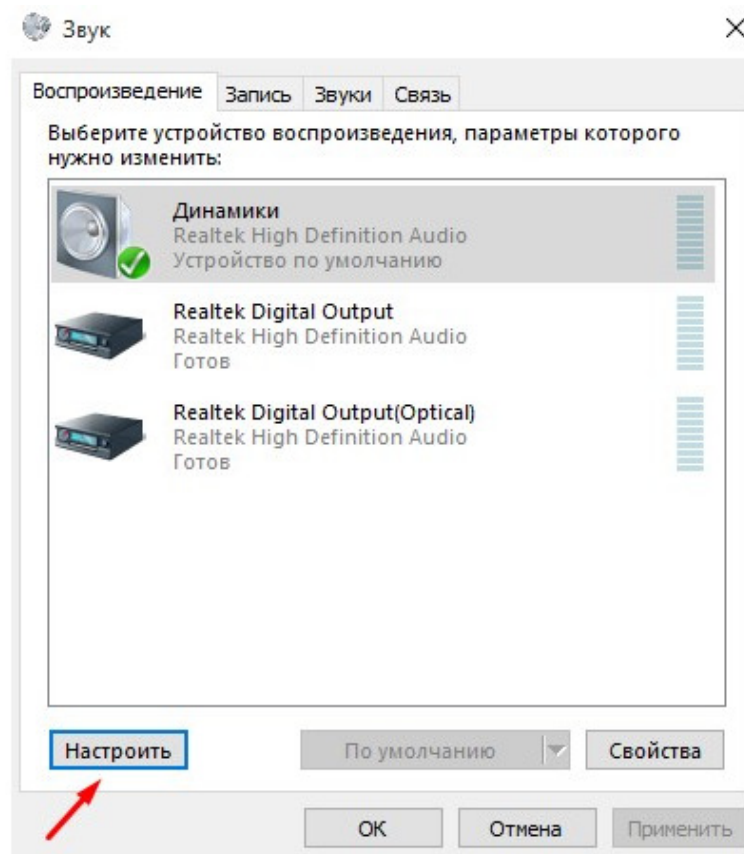 Звук
Воспроизведение Запись Звуки Связь
Выберите устройство воспроизведения, параметры которого
нужно изменить:
Динамики
Realtek High Definition Audio
Устройство по умолчанию
Realtek Digital Output
Realtek High Definition Audio
Готов
Realtek Digital Output(Optical)
Realtek High Definition Audio
Готов
Настроить По умолчанию Свойства
ОК Отмена Применить